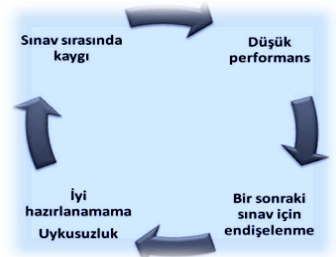 Sınav sırasında
kaygı
Düşük
performans
Bir sonraki
sınav için
endişelenme
İyi
hazırlanamama
Uykusuzluk